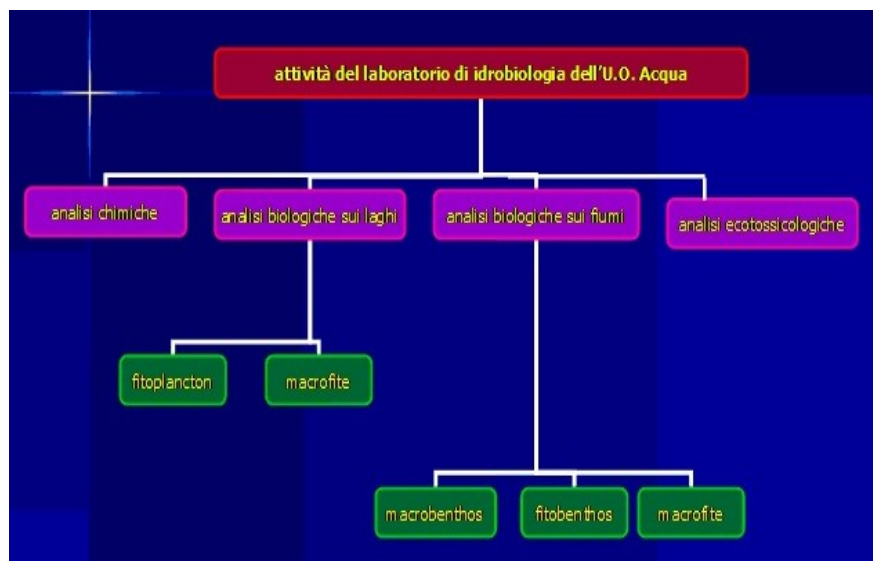 attività del laboratorio di idrobiologia dell'U.O. Acqua
analisi chimiche
analisi biologiche sui laghi
analisi biologiche sui fiumi
analisi ecotossicologiche
fitoplancton
macrofite
macrobenthos
fitobenthos
macrofite